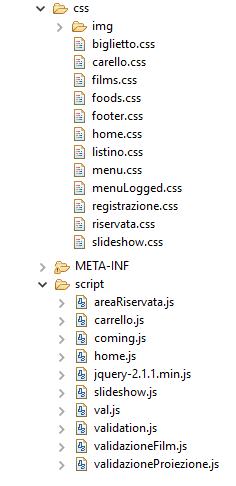 css
img
biglietto.css
carello.css
films.css
foods.css
footer.css
home.css
listino.css
menu.css
menuLogged.css
registrazione.css
riservata.css
slideshow.css
META-INF
script
areaRiservata.js
carrello.js
coming.js
home.js
jquery-2.1.1.min.js
slideshow.js
val.js
validation.js
validazioneFilm.js
validazioneProiezione.js